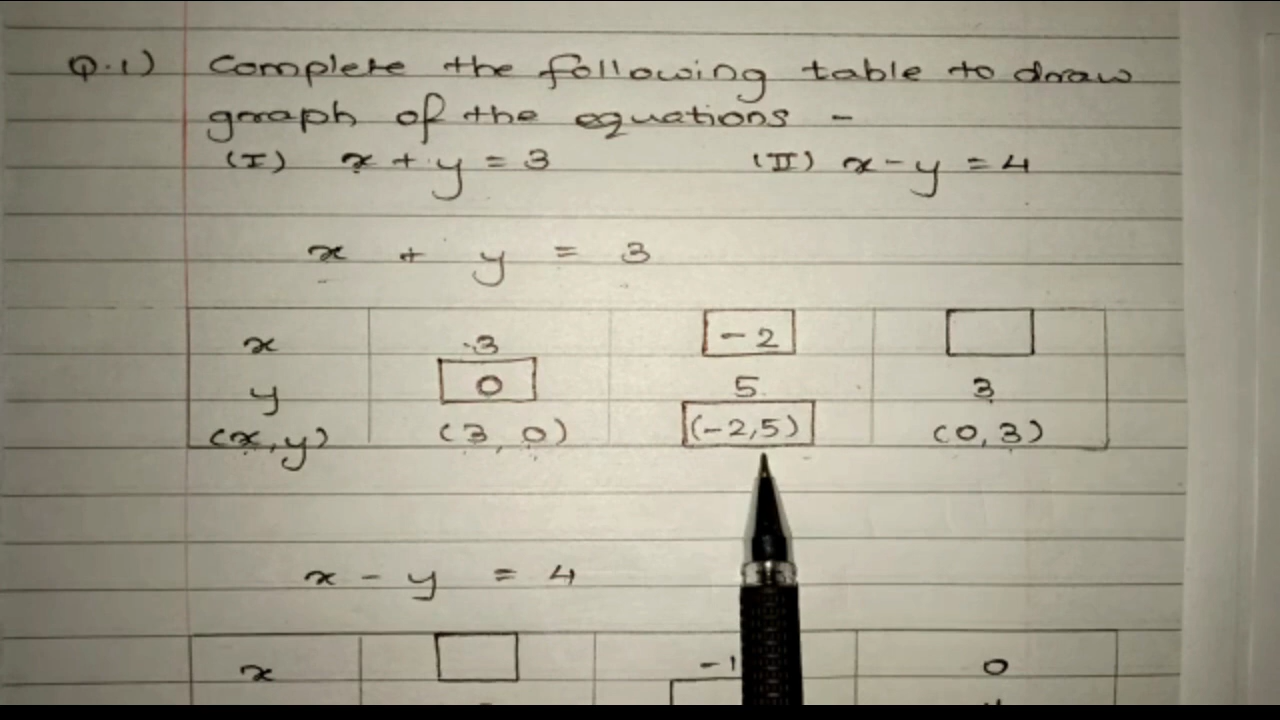 Q.1) Complete the following table to draw
graph of the equations -
(I) x + y = 3 (II) x - y = 4
x + y = 3
x 3 -2
y 0 5 3
(x,y) (3, 0) (-2,5) (0,3)
x - y = 4
x -1 0